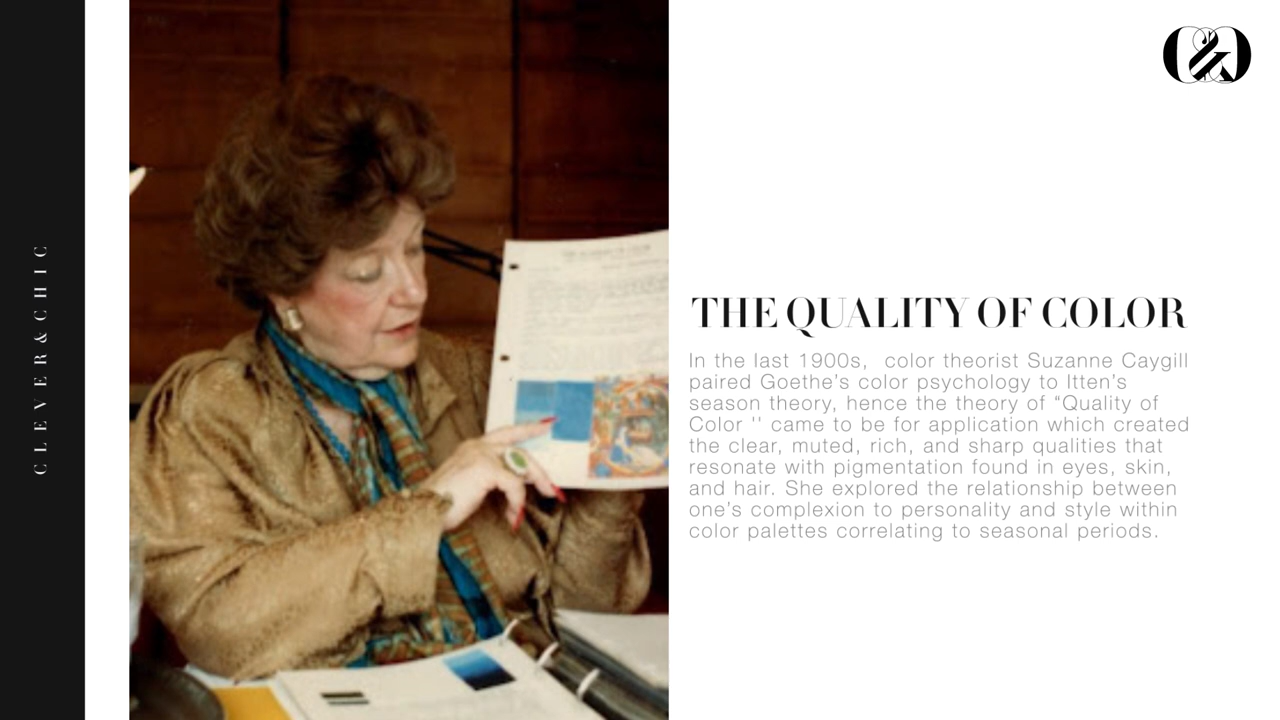 CLEVER&CHIC
THE QUALITY OF COLOR
In the last 1900s,  color theorist Suzanne Caygill
paired Goethe’s color psychology to Itten’s
season theory, hence the theory of “Quality of
Color '' came to be for application which created
the clear, muted, rich, and sharp qualities that
resonate with pigmentation found in eyes, skin,
and hair. She explored the relationship between
one’s complexion to personality and style within
color palettes correlating to seasonal periods.